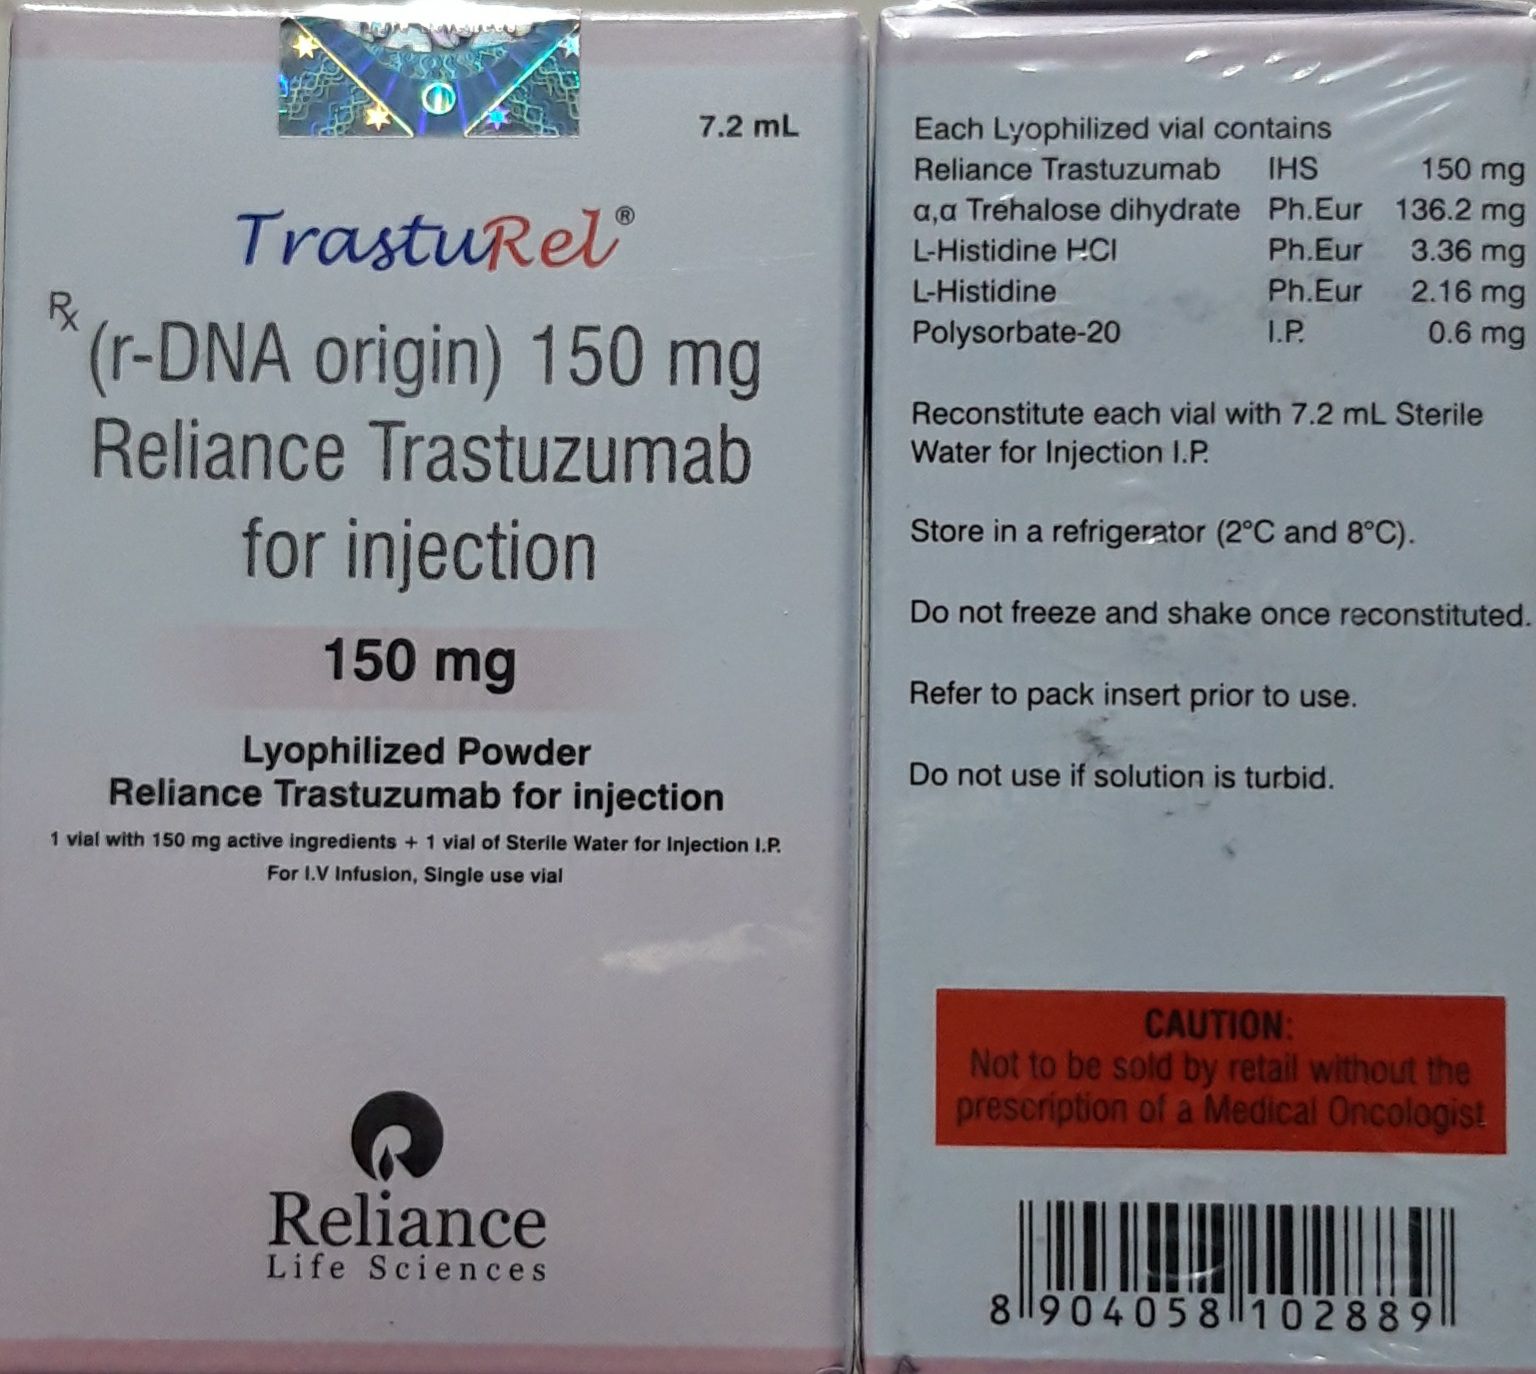 7.2 mL
TrastuRel®
Rx (r-DNA origin) 150 mg
Reliance Trastuzumab
for injection
150 mg
Lyophilized Powder
Reliance Trastuzumab for injection
1 vial with 150 mg active ingredients + 1 vial of Sterile Water for Injection I.P.
For I.V Infusion, Single use vial
Reliance
Life Sciences
Each Lyophilized vial contains
Reliance Trastuzumab IHS 150 mg
α,α Trehalose dihydrate Ph.Eur 136.2 mg
L-Histidine HCl Ph.Eur 3.36 mg
L-Histidine Ph.Eur 2.16 mg
Polysorbate-20 I.P. 0.6 mg
Reconstitute each vial with 7.2 mL Sterile
Water for Injection I.P.
Store in a refrigerator (2°C and 8°C).
Do not freeze and shake once reconstituted.
Refer to pack insert prior to use.
Do not use if solution is turbid.
CAUTION:
Not to be sold by retail without the
prescription of a Medical Oncologist
8 904058 102889